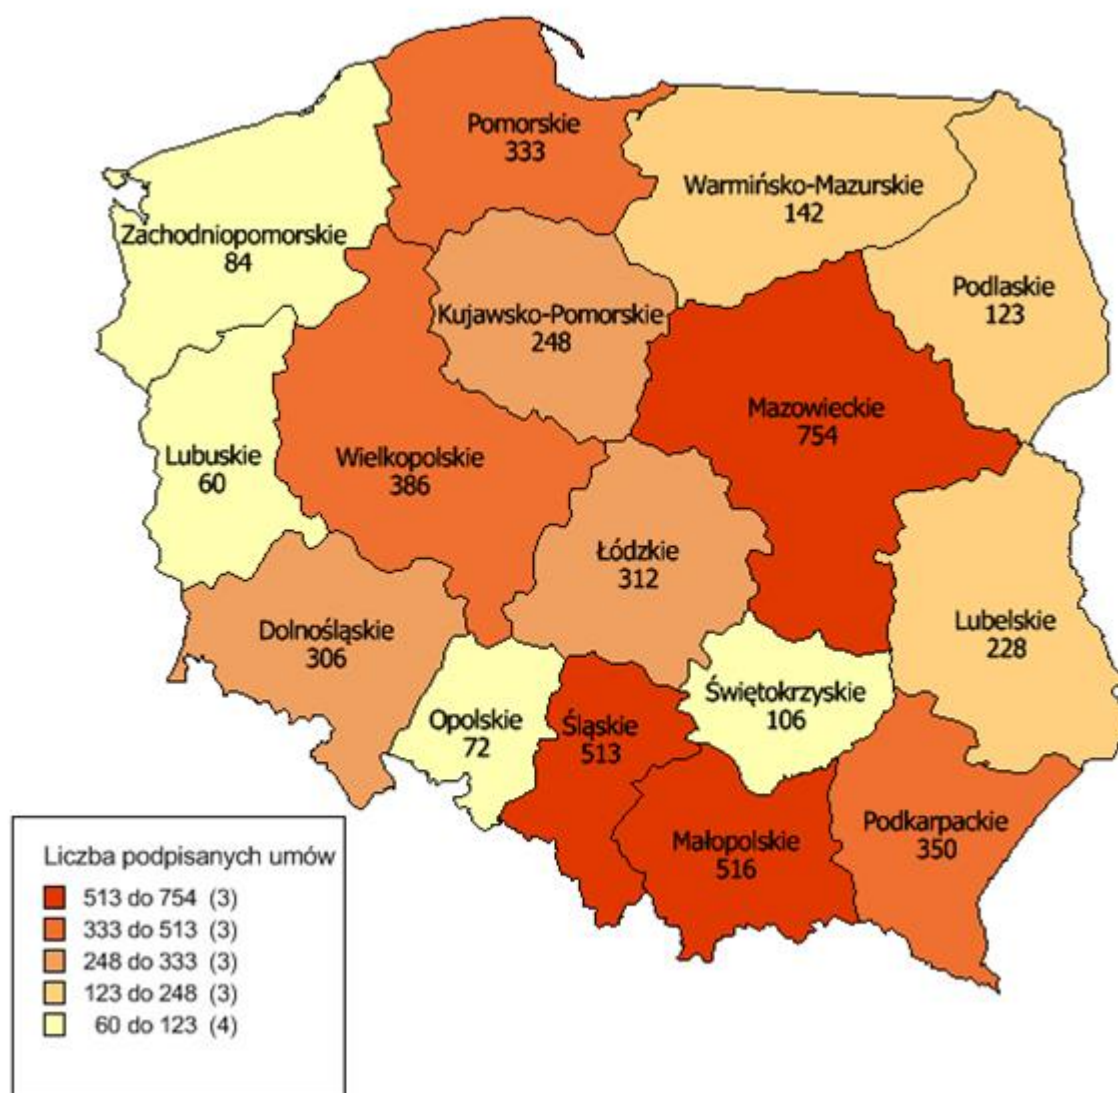 Pomorskie
333
Warmińsko-Mazurskie
142
Zachodniopomorskie
84
Podlaskie
123
Kujawsko-Pomorskie
248
Mazowieckie
754
Lubuskie
60
Wielkopolskie
386
Łódzkie
312
Dolnośląskie
306
Lubelskie
228
Opolskie
72
Śląskie
513
Świętokrzyskie
106
Małopolskie
516
Podkarpackie
350
Liczba podpisanych umów
513 do 754 (3)
333 do 513 (3)
248 do 333 (3)
123 do 248 (3)
60 do 123 (4)